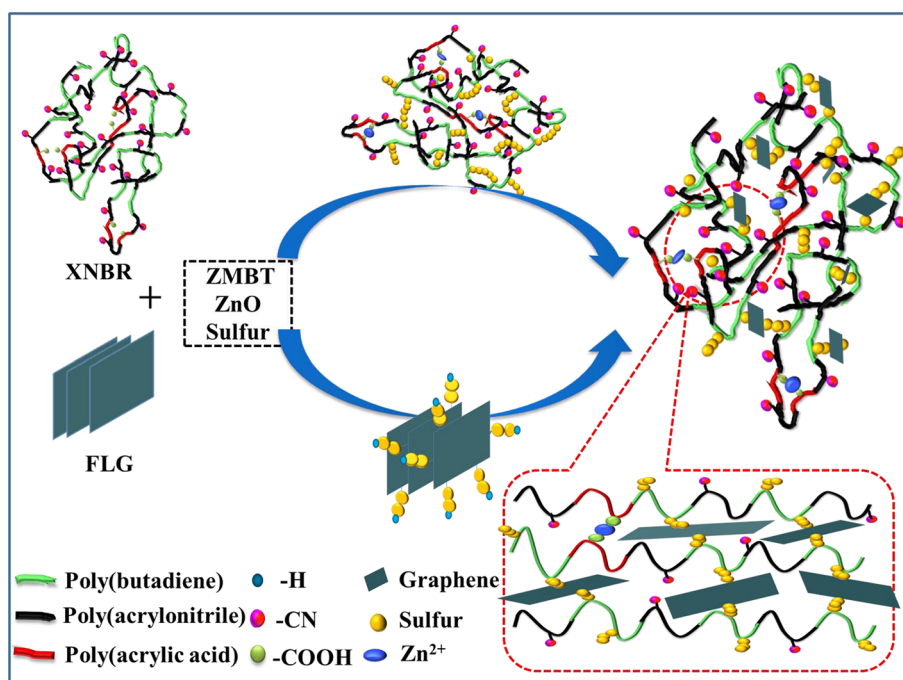 XNBR
+
ZMBT
ZnO
Sulfur
FLG
Poly(butadiene)
-H
Graphene
Poly(acrylonitrile)
-CN
Sulfur
Poly(acrylic acid)
-COOH
Zn²⁺